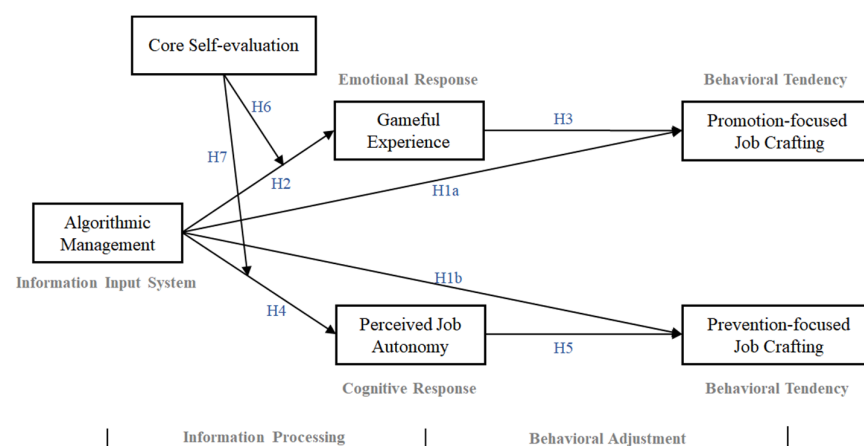 Core Self-evaluation
Emotional Response
Behavioral Tendency
H6
Gameful
Experience
H3
Promotion-focused
Job Crafting
H7
H2
H1a
Algorithmic
Management
Information Input System
H1b
H4
Perceived Job
Autonomy
H5
Prevention-focused
Job Crafting
Cognitive Response
Behavioral Tendency
Information Processing
Behavioral Adjustment